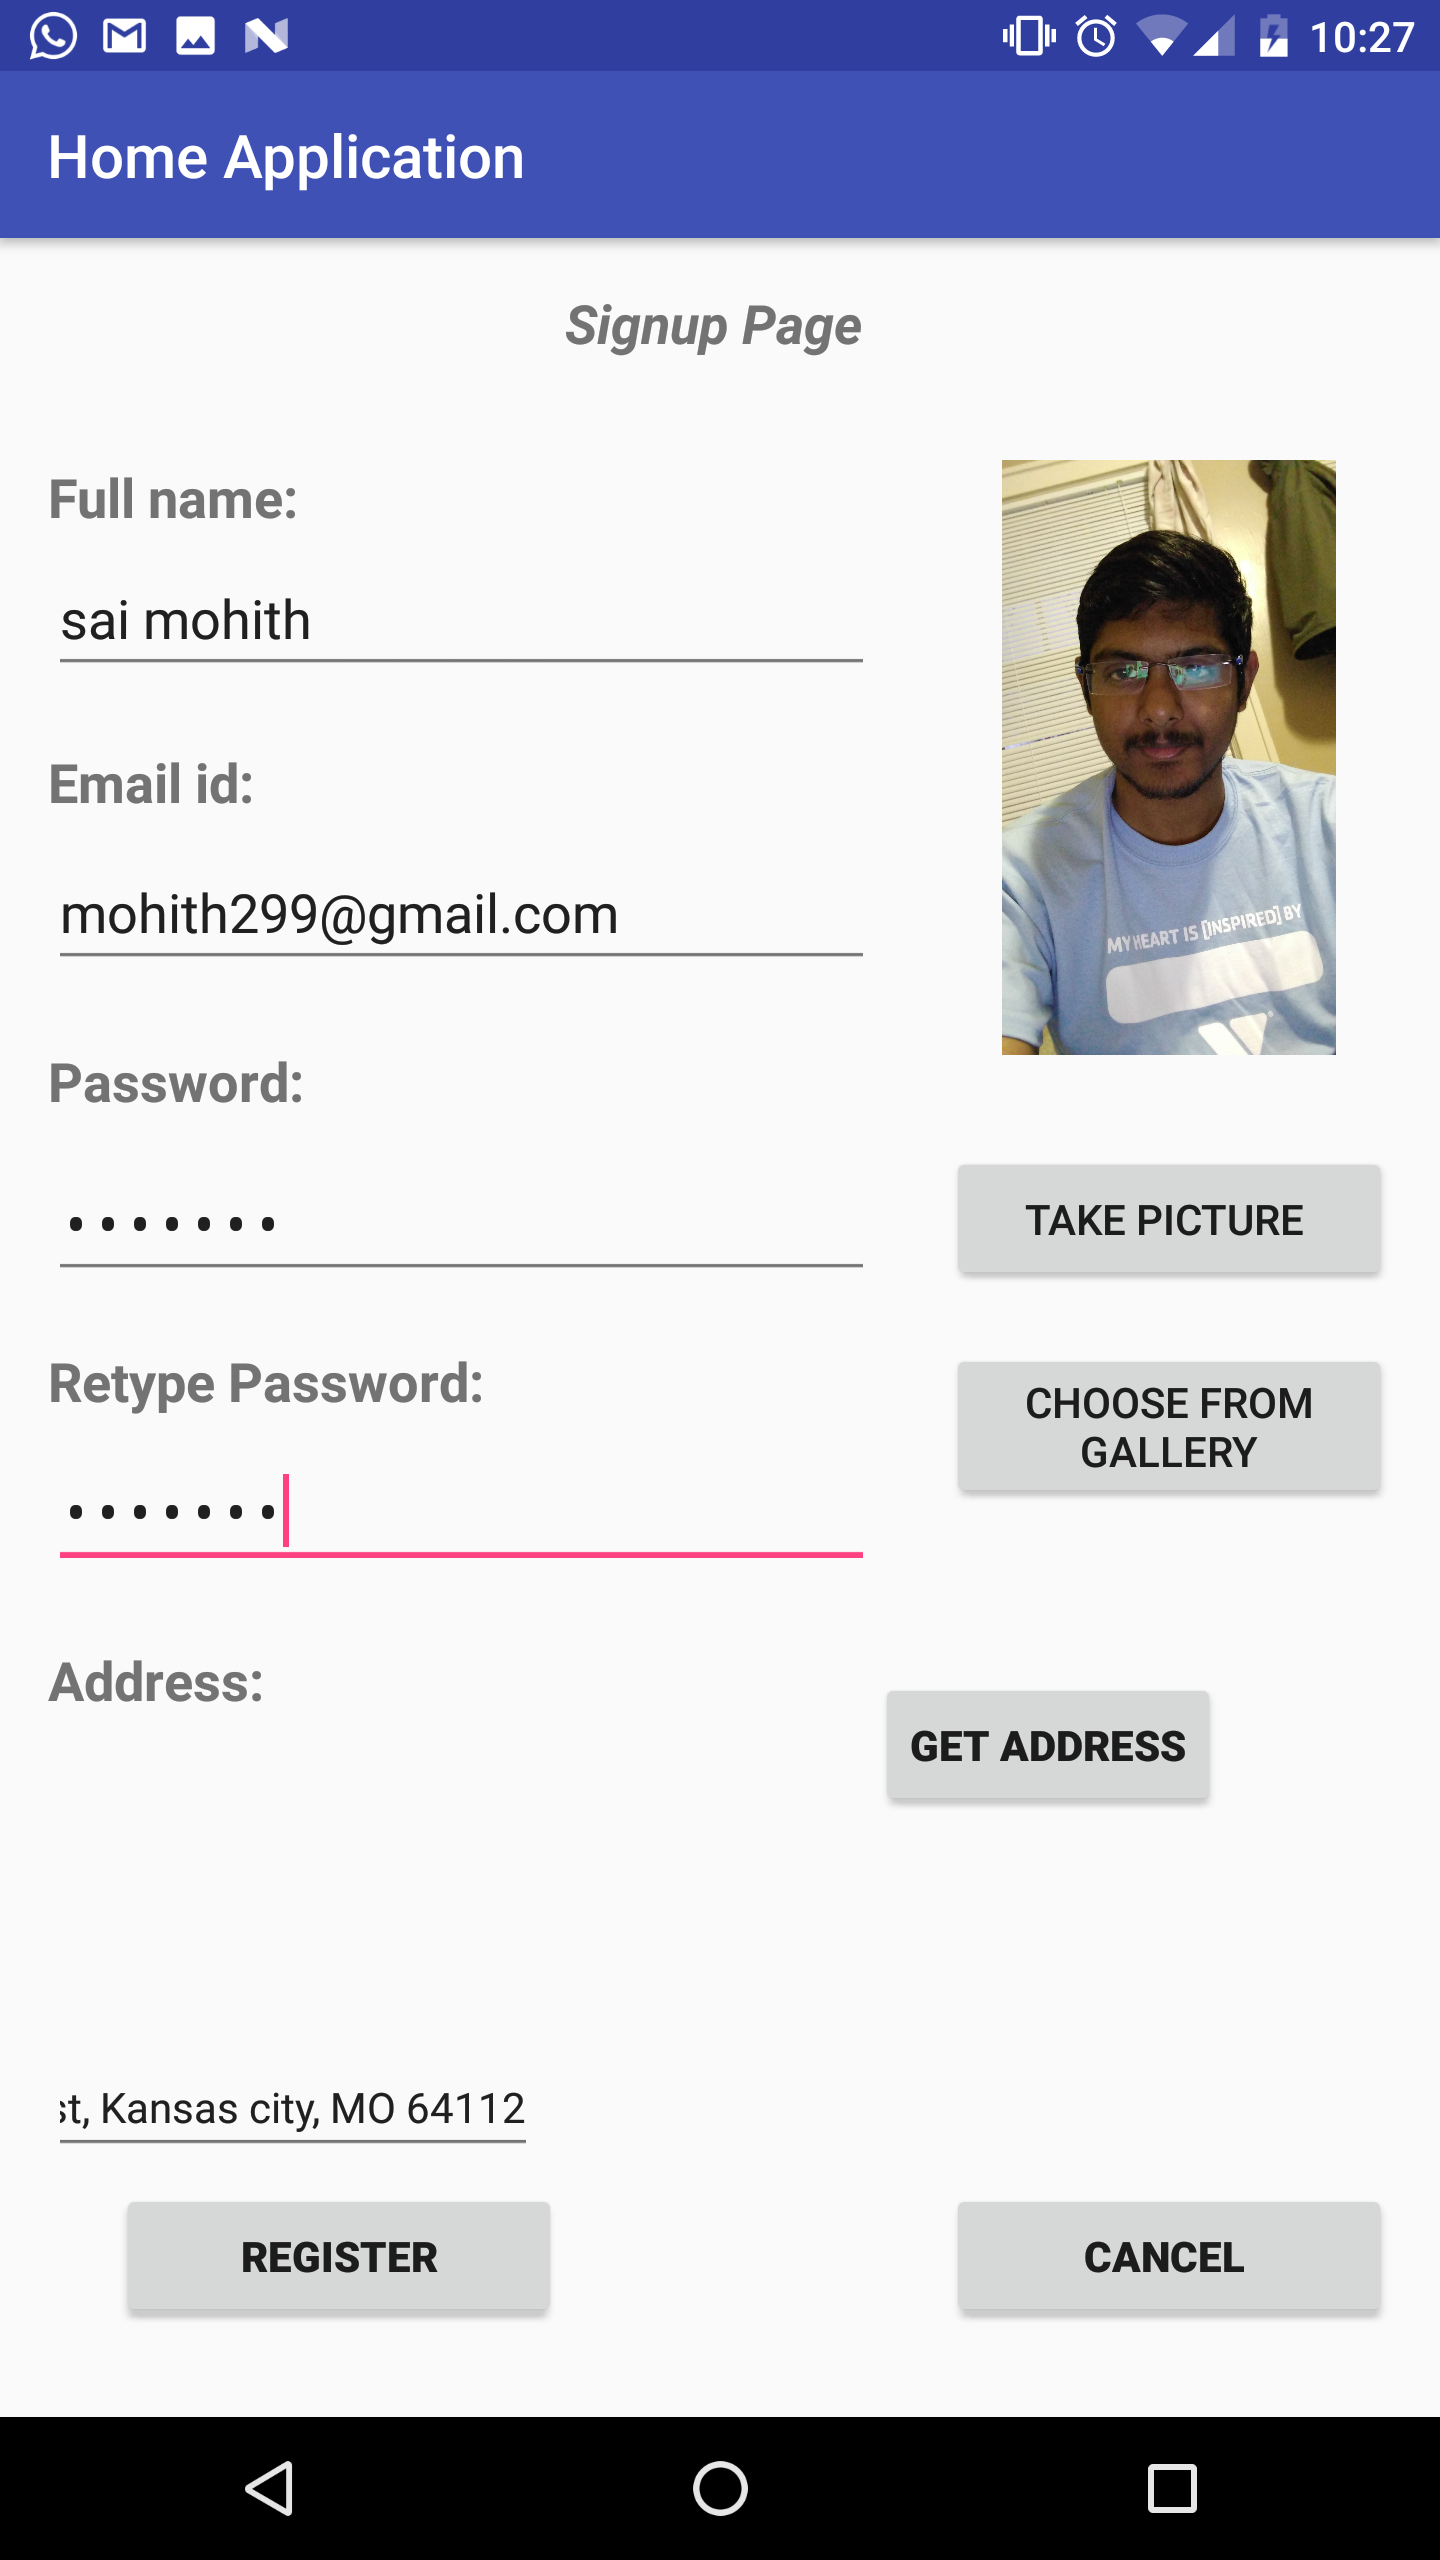 10:27
Home Application
Signup Page
Full name:
sai mohith
Email id:
mohith299@gmail.com
MY HEART IS [INSPIRED] BY
Password:
•••••••
TAKE PICTURE
Retype Password:
•••••••
CHOOSE FROM
GALLERY
Address:
GET ADDRESS
st, Kansas city, MO 64112
REGISTER
CANCEL